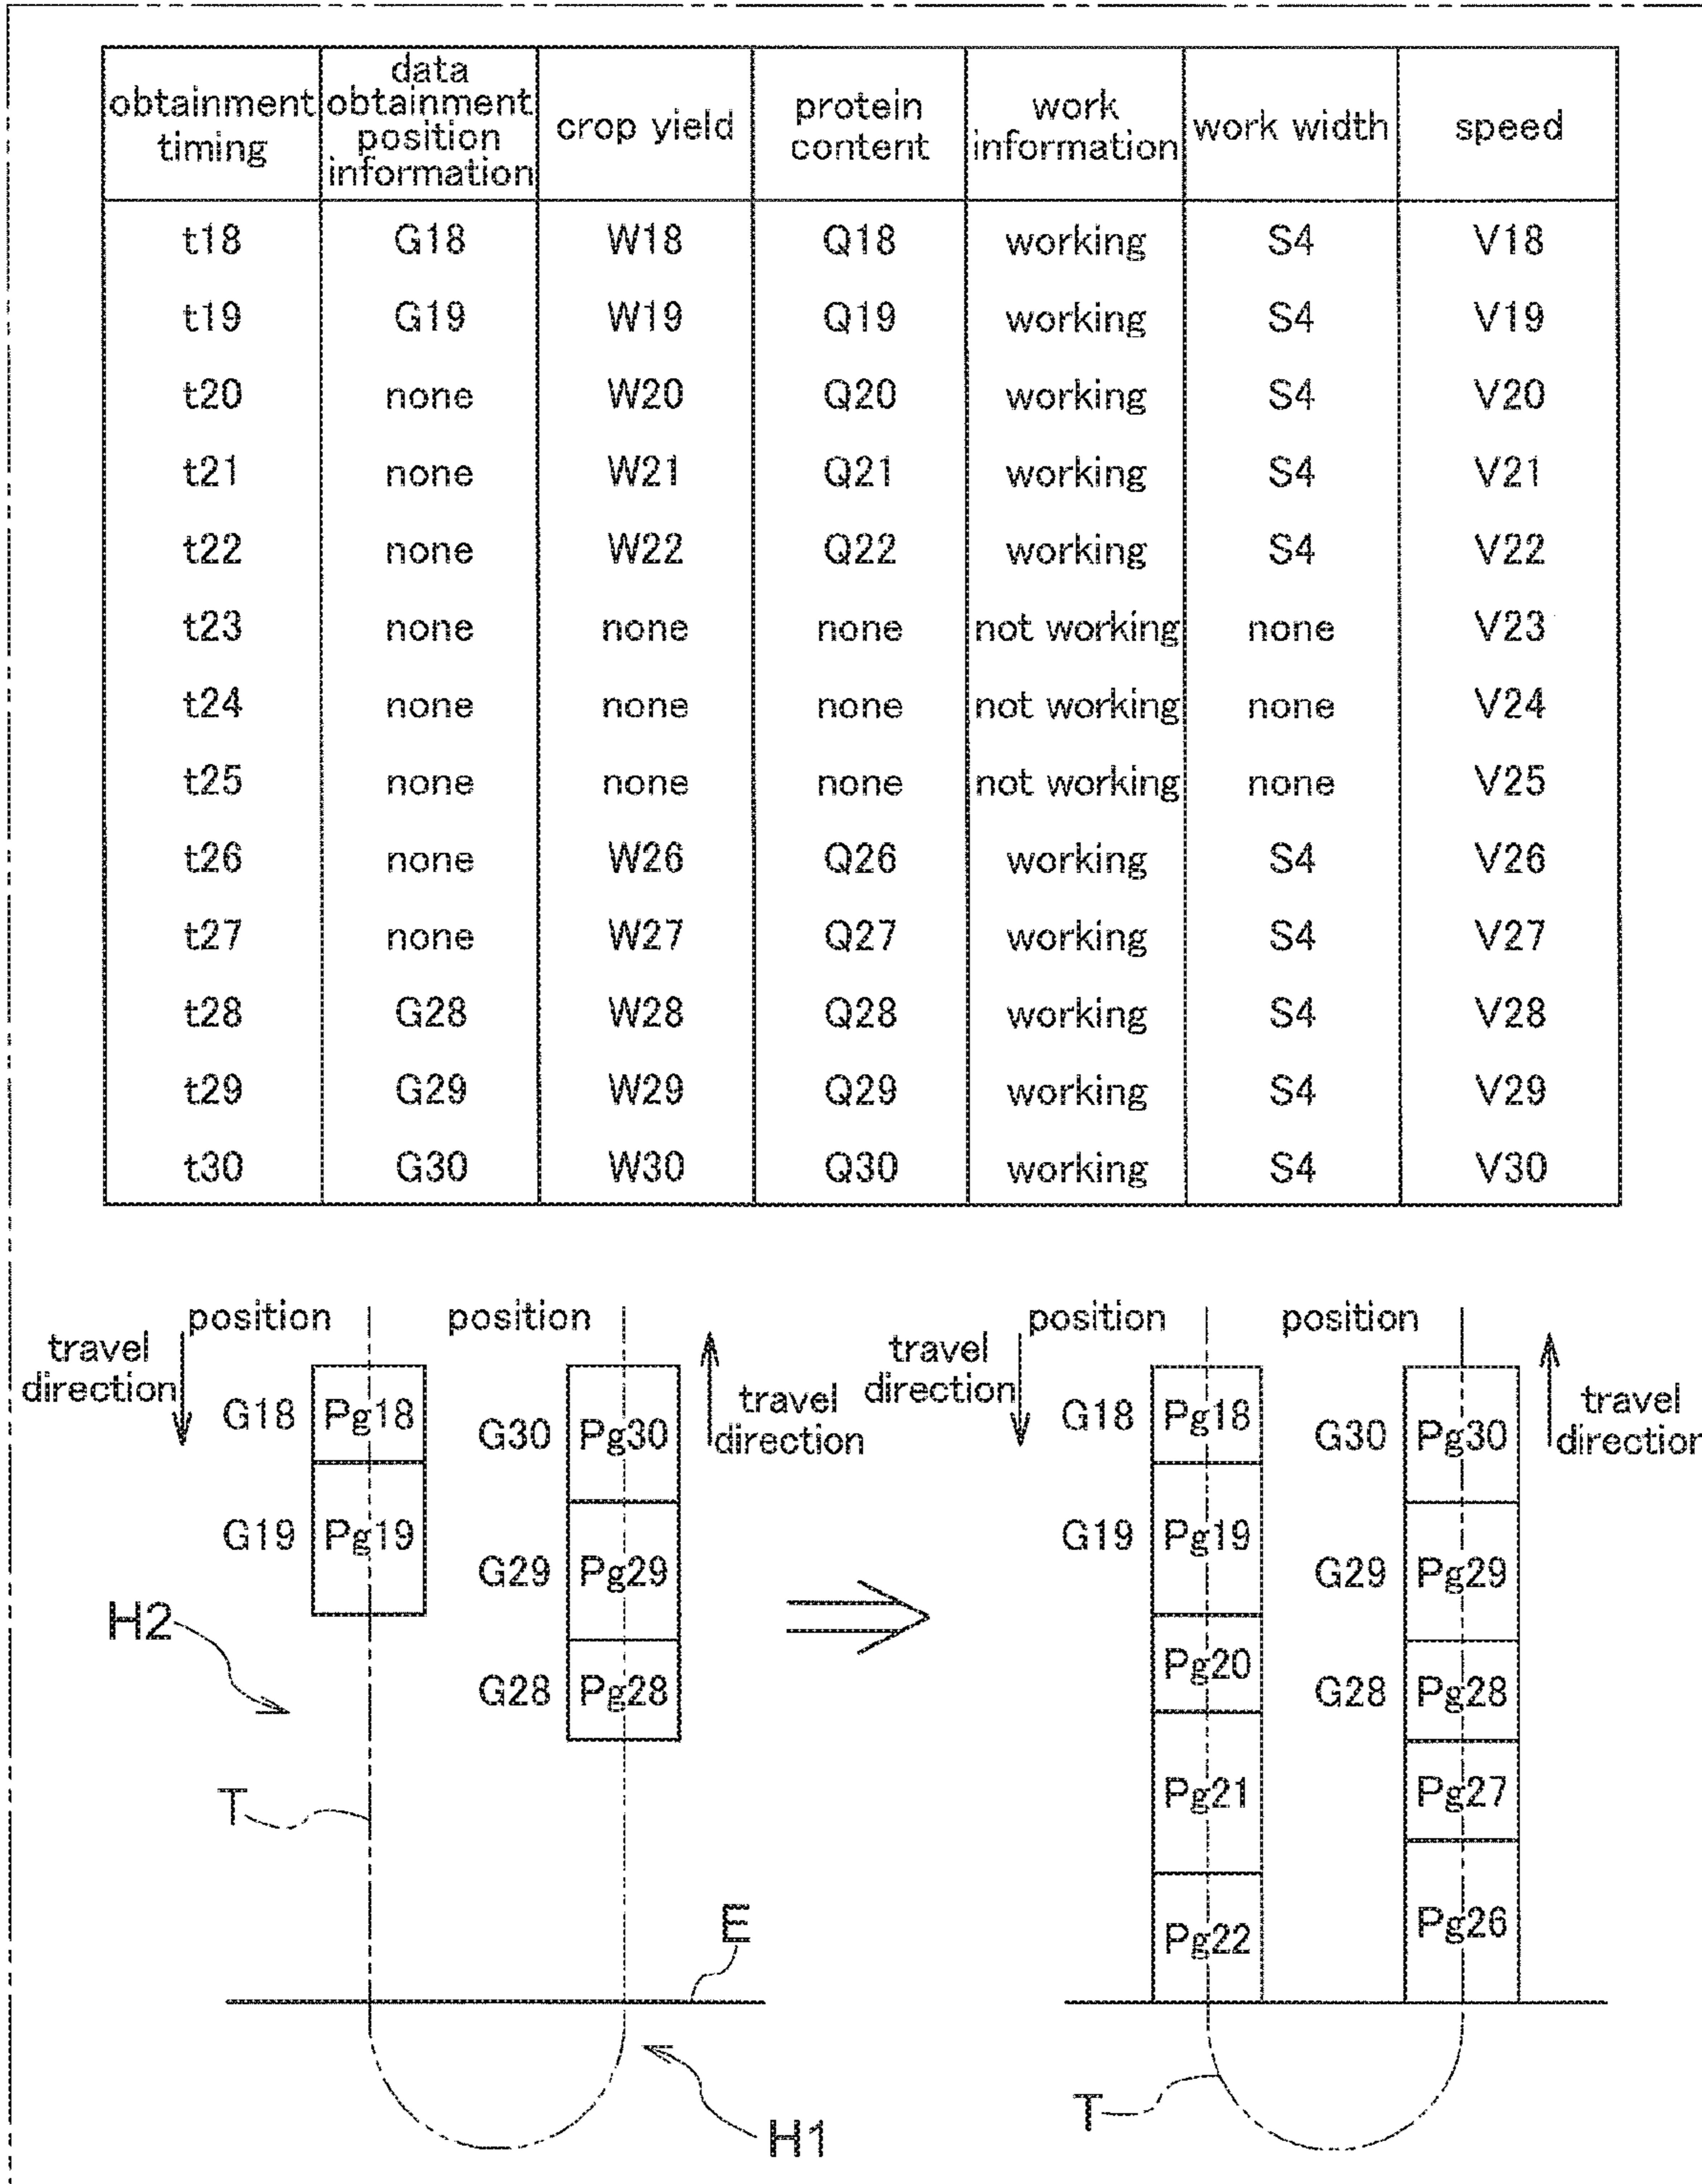 obtainment timing | data obtainment position information | crop yield | protein content | work information | work width | speed
t18 | G18 | W18 | Q18 | working | S4 | V18
t19 | G19 | W19 | Q19 | working | S4 | V19
t20 | none | W20 | Q20 | working | S4 | V20
t21 | none | W21 | Q21 | working | S4 | V21
t22 | none | W22 | Q22 | working | S4 | V22
t23 | none | none | none | not working | none | V23
t24 | none | none | none | not working | none | V24
t25 | none | none | none | not working | none | V25
t26 | none | W26 | Q26 | working | S4 | V26
t27 | none | W27 | Q27 | working | S4 | V27
t28 | G28 | W28 | Q28 | working | S4 | V28
t29 | G29 | W29 | Q29 | working | S4 | V29
t30 | G30 | W30 | Q30 | working | S4 | V30
position
position
travel
direction
travel
direction
G18 Pg18
G30 Pg30
G19 Pg19
G29 Pg29
G28 Pg28
H2
T
E
H1
position
position
travel
direction
travel
direction
G18 Pg18
G30 Pg30
G19 Pg19
G29 Pg29
Pg20
G28 Pg28
Pg21
Pg27
Pg22
Pg26
T